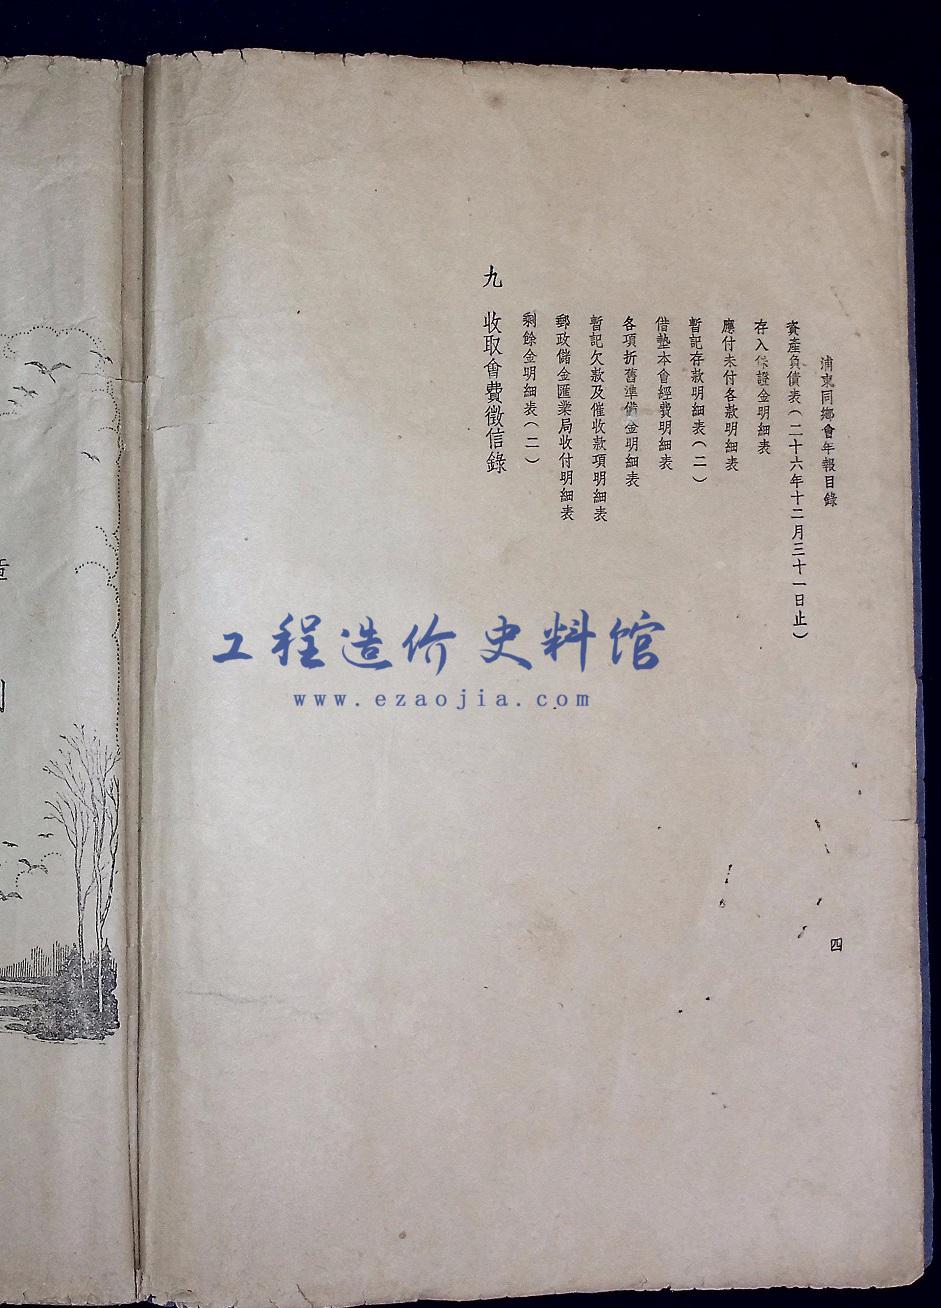 浦東同鄉會年報目錄
資產負債表（二十六年十二月三十一日止）
存入保證金明細表
應付未付各款明細表
暫記存款明細表（二）
借墊本會經費明細表
各項折舊準備金明細表
暫記欠款及催收款項明細表
郵政儲金匯業局收付明細表
剩餘金明細表（二）
九 收取會費徵信錄
四
工程造价史料馆
www.ezaojia.com